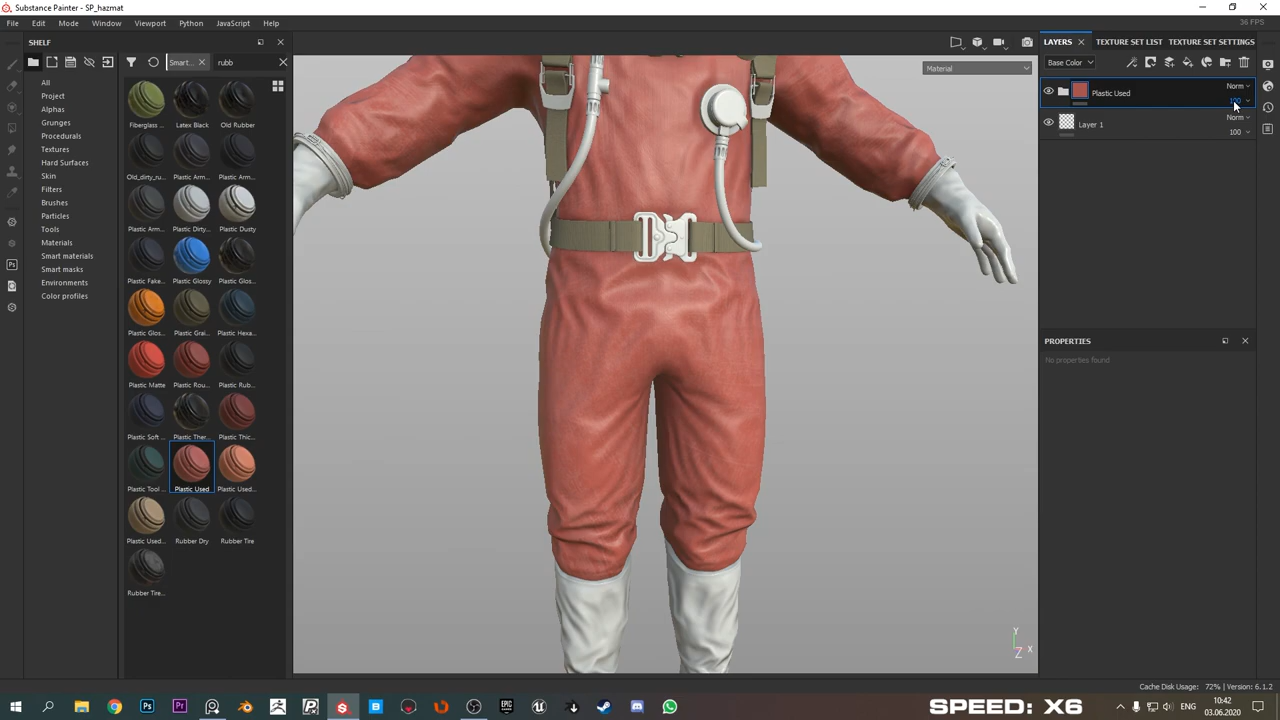 Substance Painter - SP_hazmat
File Edit Mode Window Viewport Python JavaScript Help
36 FPS
SHELF
Smart... rubb
All
Project
Alphas
Grunges
Procedurals
Textures
Hard Surfaces
Skin
Filters
Brushes
Particles
Tools
Materials
Smart materials
Smart masks
Environments
Color profiles
Fiberglass ... Latex Black Old Rubber
Old_dirty_ru... Plastic Arm... Plastic Arm...
Plastic Arm... Plastic Dirty... Plastic Dusty
Plastic Fake... Plastic Glossy Plastic Glos...
Plastic Glos... Plastic Grai... Plastic Hexa...
Plastic Matte Plastic Rou... Plastic Rub...
Plastic Soft ... Plastic Ther... Plastic Thic...
Plastic Tool ... Plastic Used Plastic Used...
Plastic Used... Rubber Dry Rubber Tire
Rubber Tire...
Material
Y
Z X
LAYERS TEXTURE SET LIST TEXTURE SET SETTINGS
Base Color
Plastic Used Norm
100
Layer 1 Norm
100
PROPERTIES
No properties found
Cache Disk Usage: 72% | Version: 6.1.2
SPEED: X6
ENG 10:42
03.06.2020